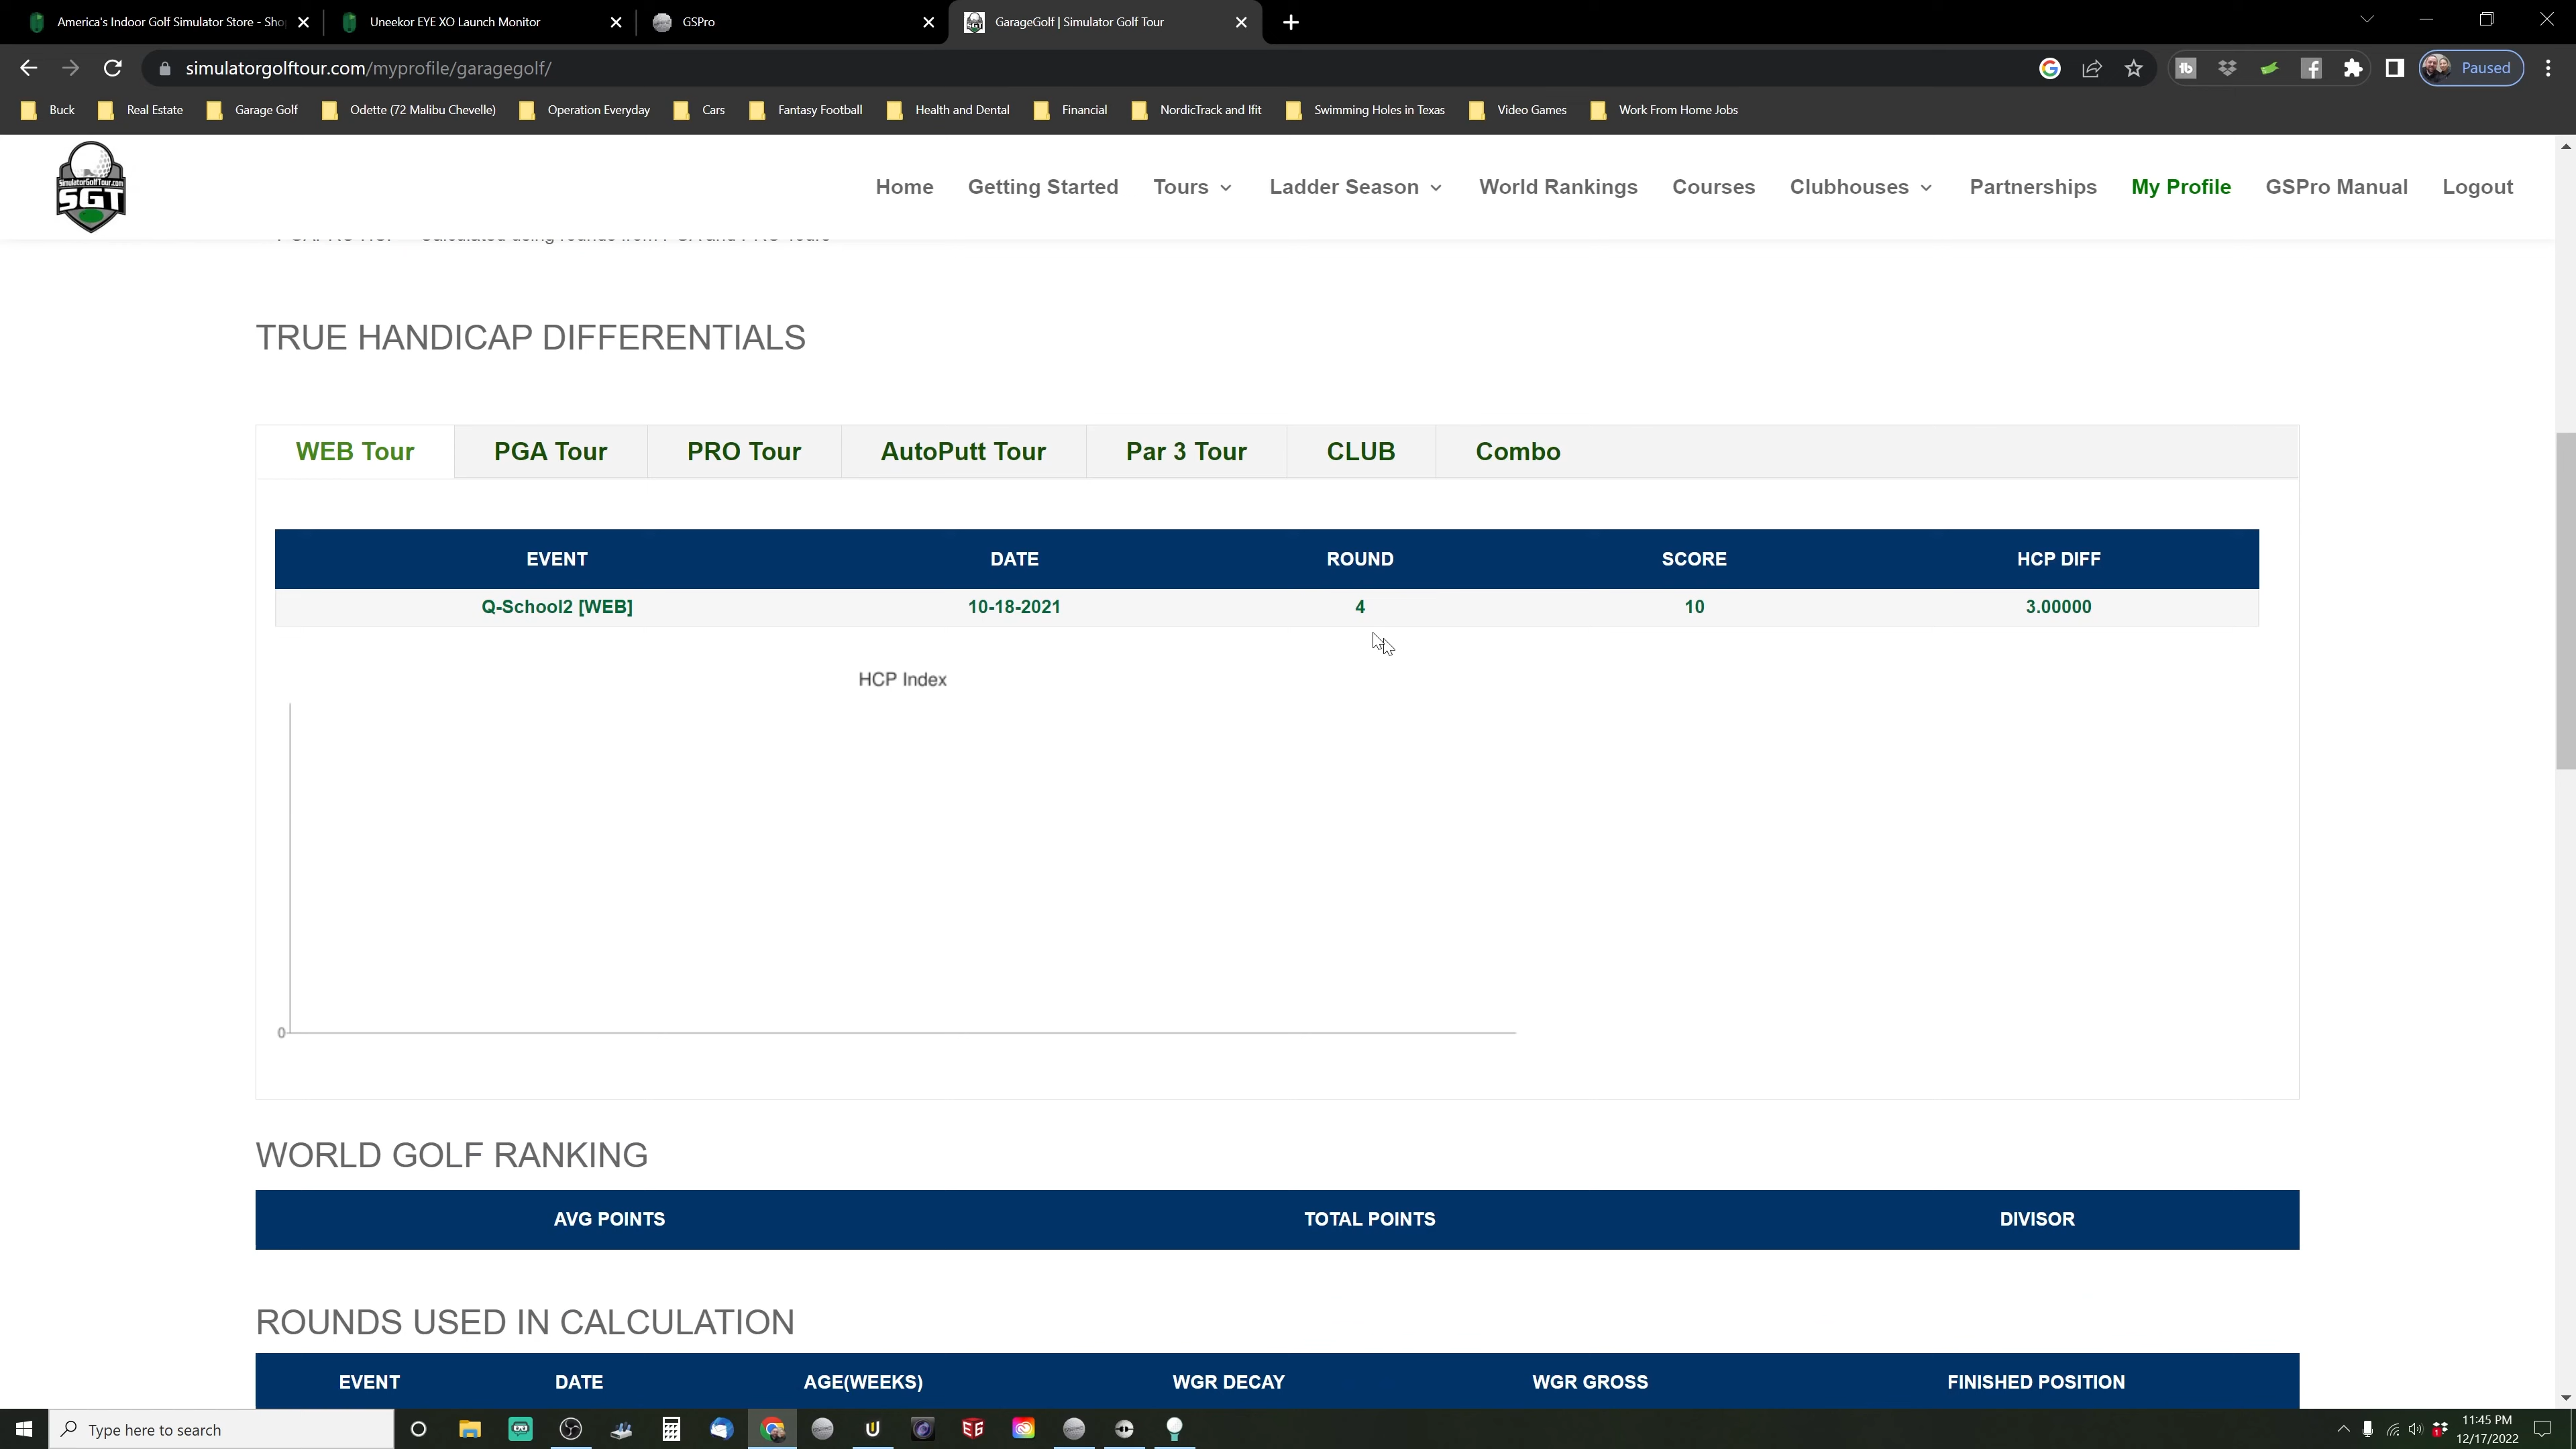 America's Indoor Golf Simulator Store - Sho
Uneekor EYE XO Launch Monitor
GSPro
GarageGolf | Simulator Golf Tour
simulatorgolftour.com/myprofile/garagegolf/
Paused
Buck
Real Estate
Garage Golf
Odette (72 Malibu Chevelle)
Operation Everyday
Cars
Fantasy Football
Health and Dental
Financial
NordicTrack and Ifit
Swimming Holes in Texas
Video Games
Work From Home Jobs
SimulatorGolfTour.com
SGT
Home
Getting Started
Tours
Ladder Season
World Rankings
Courses
Clubhouses
Partnerships
My Profile
GSPro Manual
Logout
TRUE HANDICAP DIFFERENTIALS
WEB Tour
PGA Tour
PRO Tour
AutoPutt Tour
Par 3 Tour
CLUB
Combo
EVENT DATE ROUND SCORE HCP DIFF
Q-School2 [WEB] 10-18-2021 4 10 3.00000
HCP Index
0
WORLD GOLF RANKING
AVG POINTS TOTAL POINTS DIVISOR
ROUNDS USED IN CALCULATION
EVENT DATE AGE(WEEKS) WGR DECAY WGR GROSS FINISHED POSITION
Type here to search
11:45 PM
12/17/2022